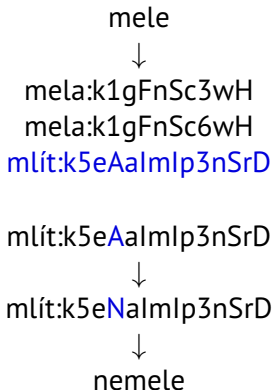 mele
↓
mela:k1gFnSc3wH
mela:k1gFnSc6wH
mlít:k5eAaImIp3nSrD
mlít:k5eAaImIp3nSrD
↓
mlít:k5eNaImIp3nSrD
↓
nemele